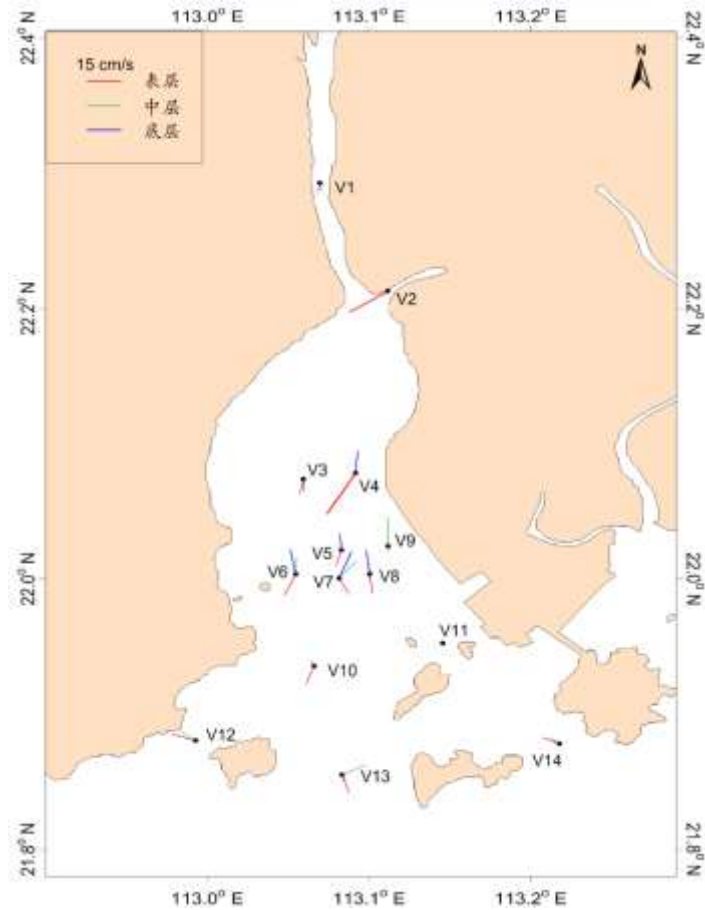 113.0° E 113.1° E 113.2° E
22.4° N 22.4° N
N
15 cm/s
表层
中层
底层
V1
V2
22.2° N 22.2° N
V3
V4
V9
V5
V6
V7
V8
22.0° N 22.0° N
V11
V10
V12
V14
V13
21.8° N 21.8° N
113.0° E 113.1° E 113.2° E